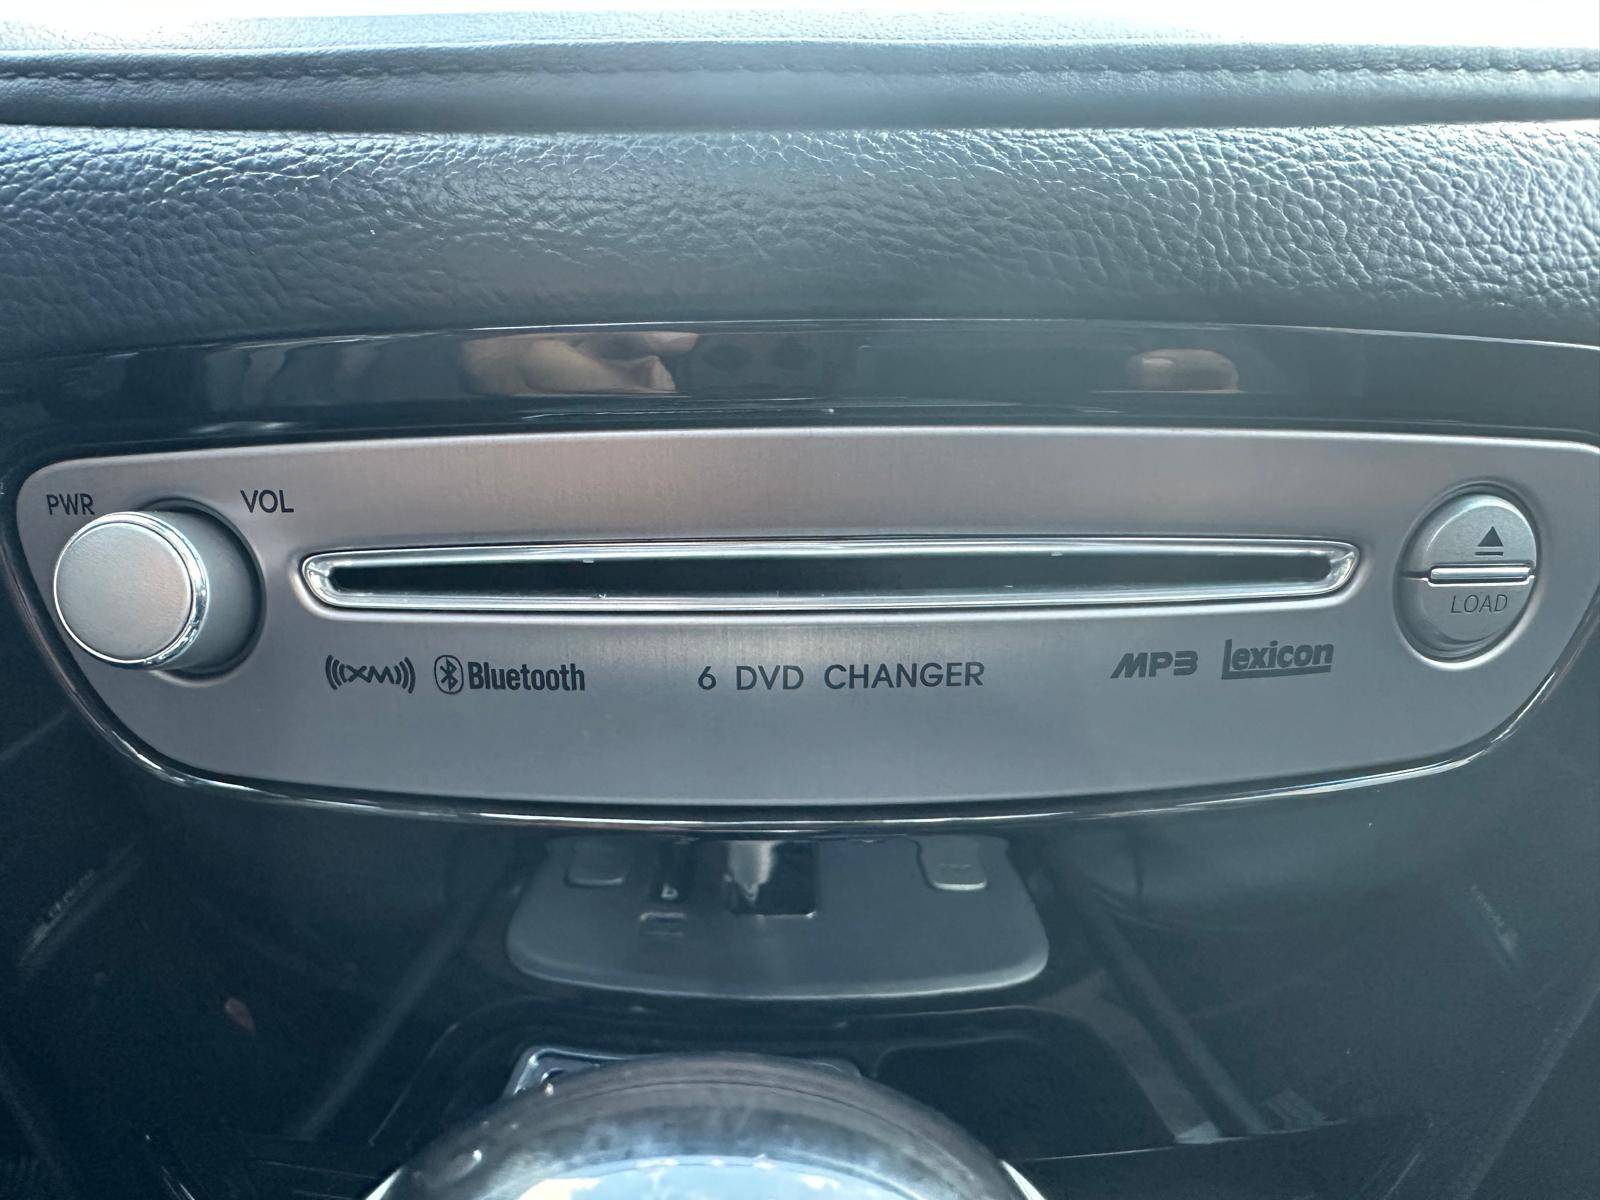 PWR VOL
LOAD
((XM)) Bluetooth 6 DVD CHANGER MP3 Lexicon